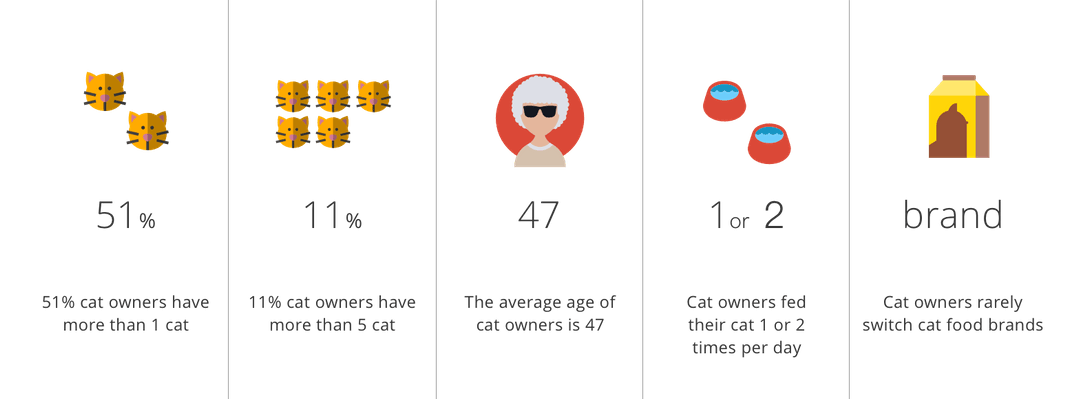 51%
51% cat owners have
more than 1 cat
11%
11% cat owners have
more than 5 cat
47
The average age of
cat owners is 47
1 or 2
Cat owners fed
their cat 1 or 2
times per day
brand
Cat owners rarely
switch cat food brands